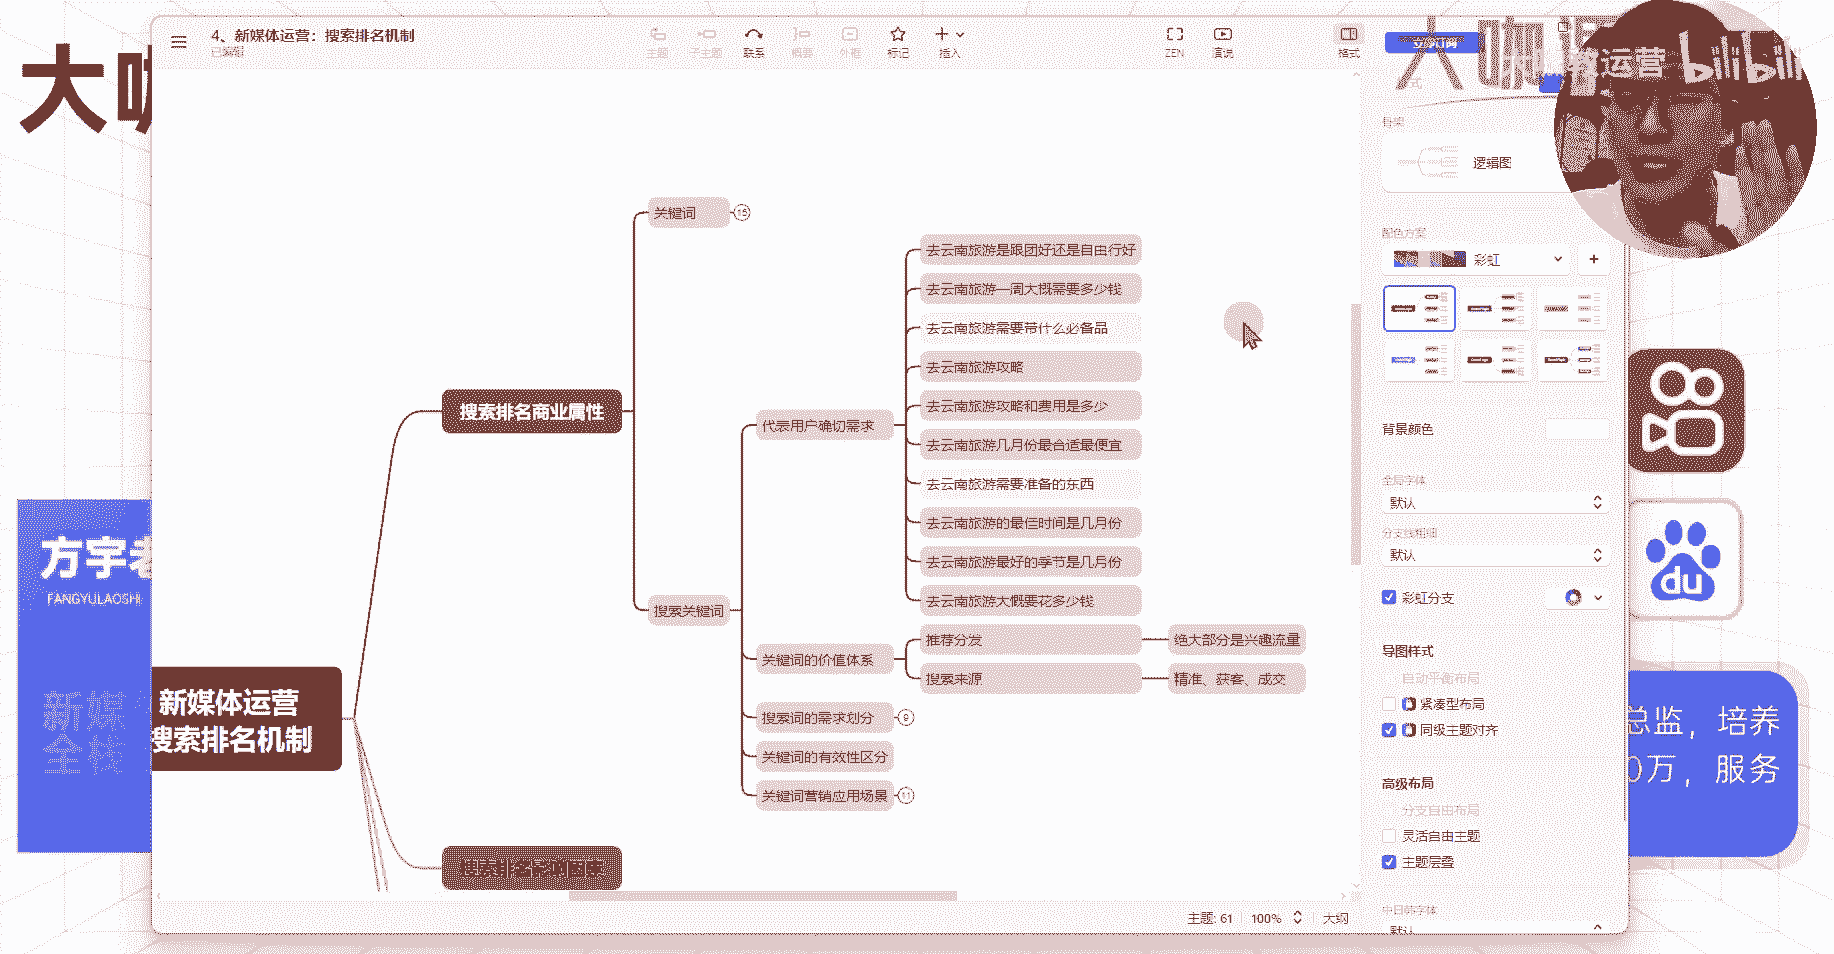 4、新媒体运营：搜索排名机制
已编辑
主题
子主题
联系
概要
外框
标记
插入
ZEN
演说
格式
大咖
运营
bilibili
骨架
逻辑图
配色方案
彩虹
背景颜色
全局字体
默认
分支线粗细
默认
彩虹分支
导图样式
自动平衡布局
紧凑型布局
同级主题对齐
高级布局
分支自由布局
灵活自由主题
主题层叠
中日韩字体
默认
关键词
15
去云南旅游是跟团好还是自由行好
去云南旅游一周大概需要多少钱
去云南旅游需要带什么必备品
去云南旅游攻略
去云南旅游攻略和费用是多少
去云南旅游几月份最合适最便宜
去云南旅游需要准备的东西
去云南旅游的最佳时间是几月份
去云南旅游最好的季节是几月份
去云南旅游大概要花多少钱
搜索排名商业属性
代表用户确切需求
搜索关键词
关键词的价值体系
推荐分发
绝大部分是兴趣流量
搜索来源
精准、获客、成交
搜索词的需求划分
9
关键词的有效性区分
关键词营销应用场景
11
新媒体运营
搜索排名机制
搜索排名影响因素
主题: 61
100%
大纲
大咖
方宇老
FANGYULAOSHI
新媒
全栈
du
总监，培养
0万，服务